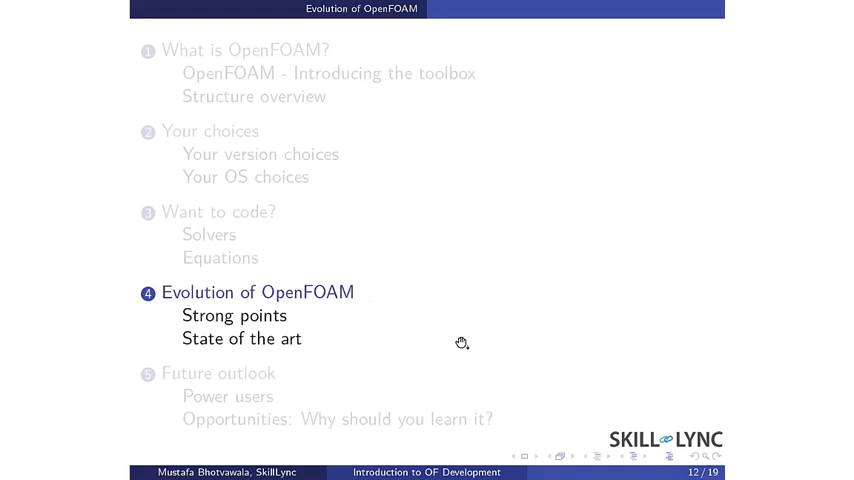 Evolution of OpenFOAM
1 What is OpenFOAM?
OpenFOAM - Introducing the toolbox
Structure overview
2 Your choices
Your version choices
Your OS choices
3 Want to code?
Solvers
Equations
4 Evolution of OpenFOAM
Strong points
State of the art
5 Future outlook
Power users
Opportunities: Why should you learn it?
SKILL LYNC
Mustafa Bhotvawala, SkillLync Introduction to OF Development 12 / 19